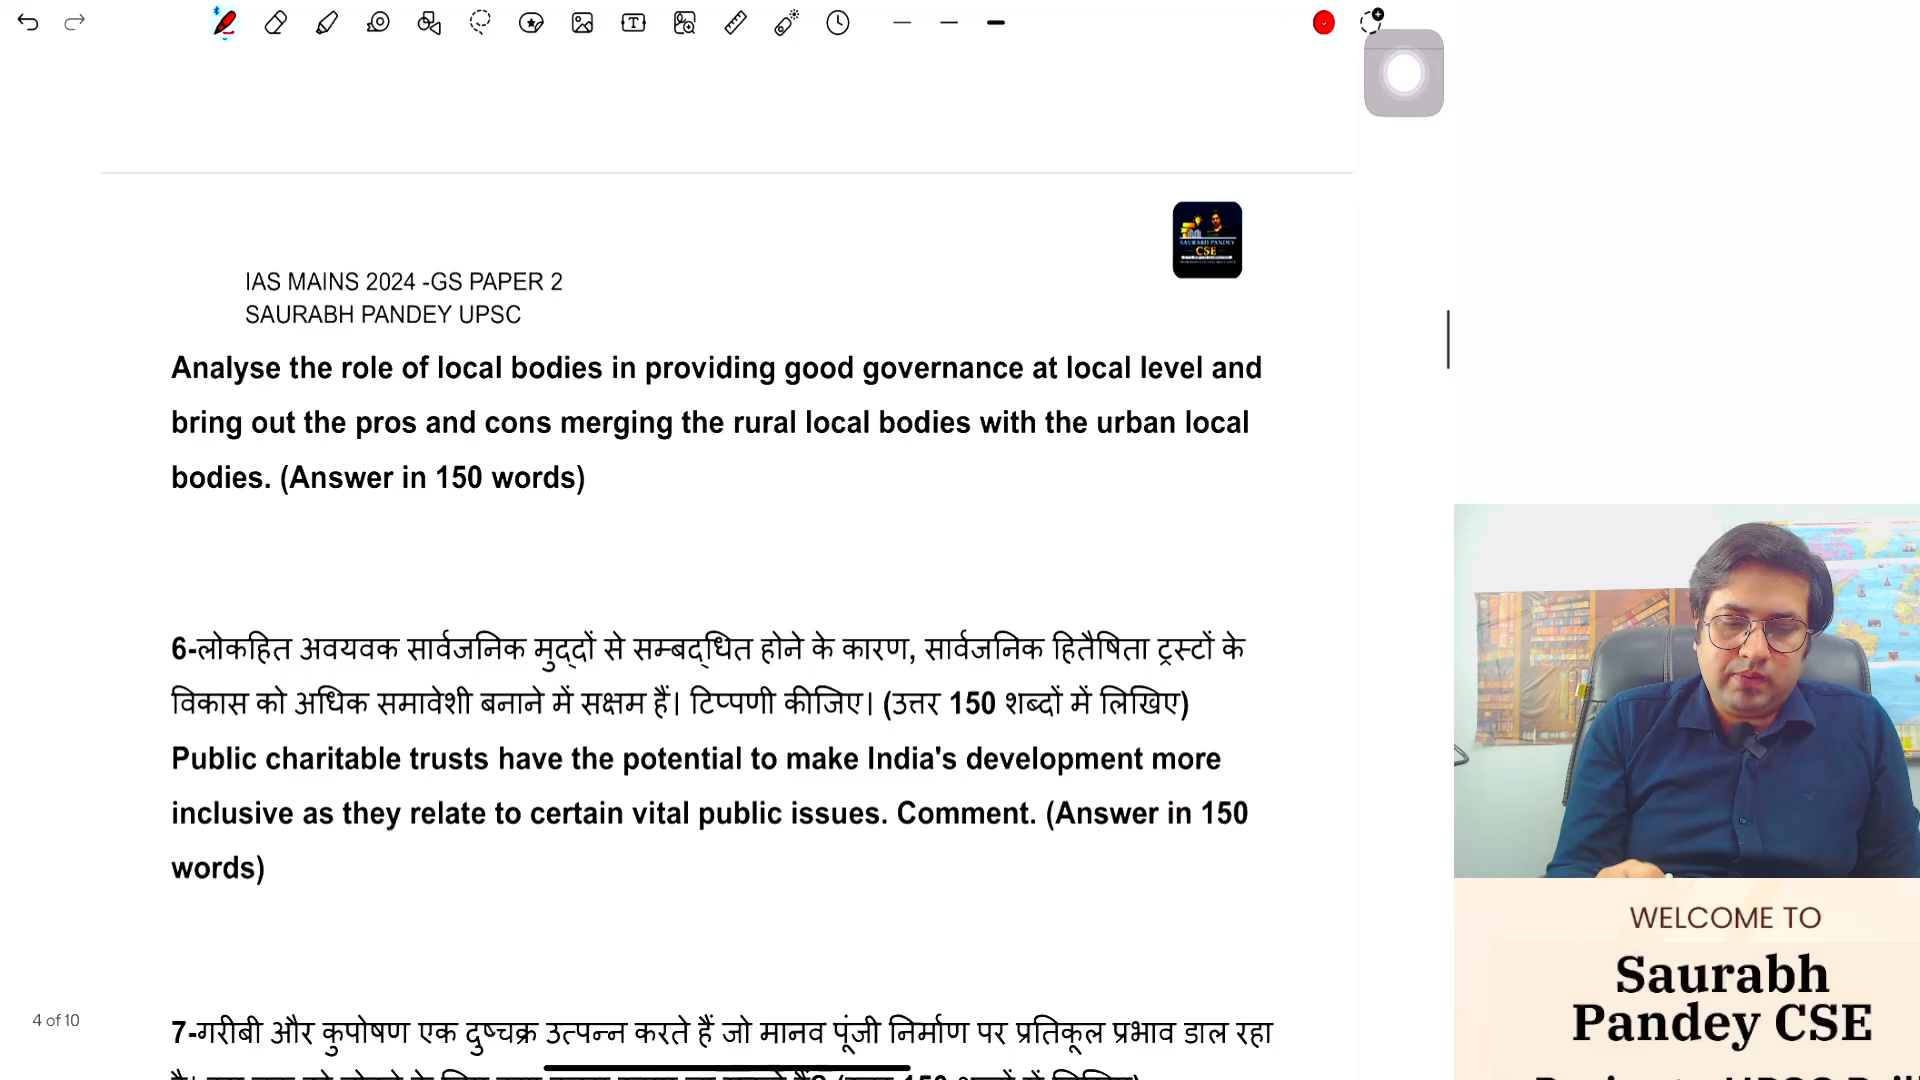 SAURABH PANDEY
CSE
IAS MAINS 2024 -GS PAPER 2
SAURABH PANDEY UPSC
Analyse the role of local bodies in providing good governance at local level and
bring out the pros and cons merging the rural local bodies with the urban local
bodies. (Answer in 150 words)
6-लोकहित अवयवक सार्वजनिक मुद्दों से सम्बद्धित होने के कारण, सार्वजनिक हितैषिता ट्रस्टों के
विकास को अधिक समावेशी बनाने में सक्षम हैं। टिप्पणी कीजिए। (उत्तर 150 शब्दों में लिखिए)
Public charitable trusts have the potential to make India's development more
inclusive as they relate to certain vital public issues. Comment. (Answer in 150
words)
7-गरीबी और कुपोषण एक दुष्चक्र उत्पन्न करते हैं जो मानव पूंजी निर्माण पर प्रतिकूल प्रभाव डाल रहा
4 of 10
WELCOME TO
Saurabh
Pandey CSE